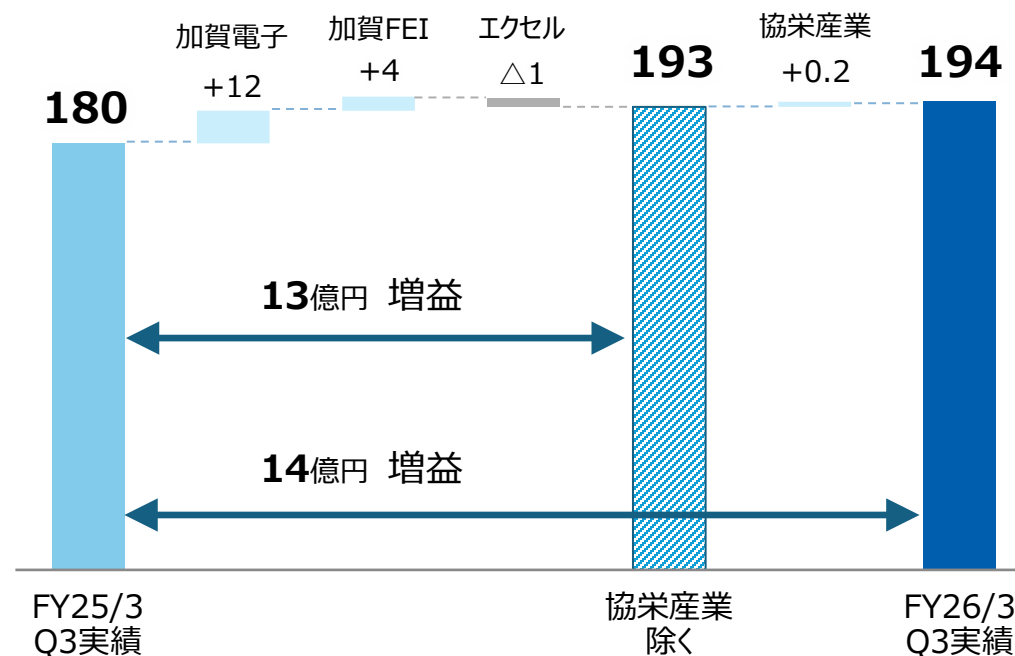 180
加賀電子
+12
加賀FEI
+4
エクセル
△1
193
協栄産業
+0.2
194
13億円 増益
14億円 増益
FY25/3
Q3実績
協栄産業
除く
FY26/3
Q3実績